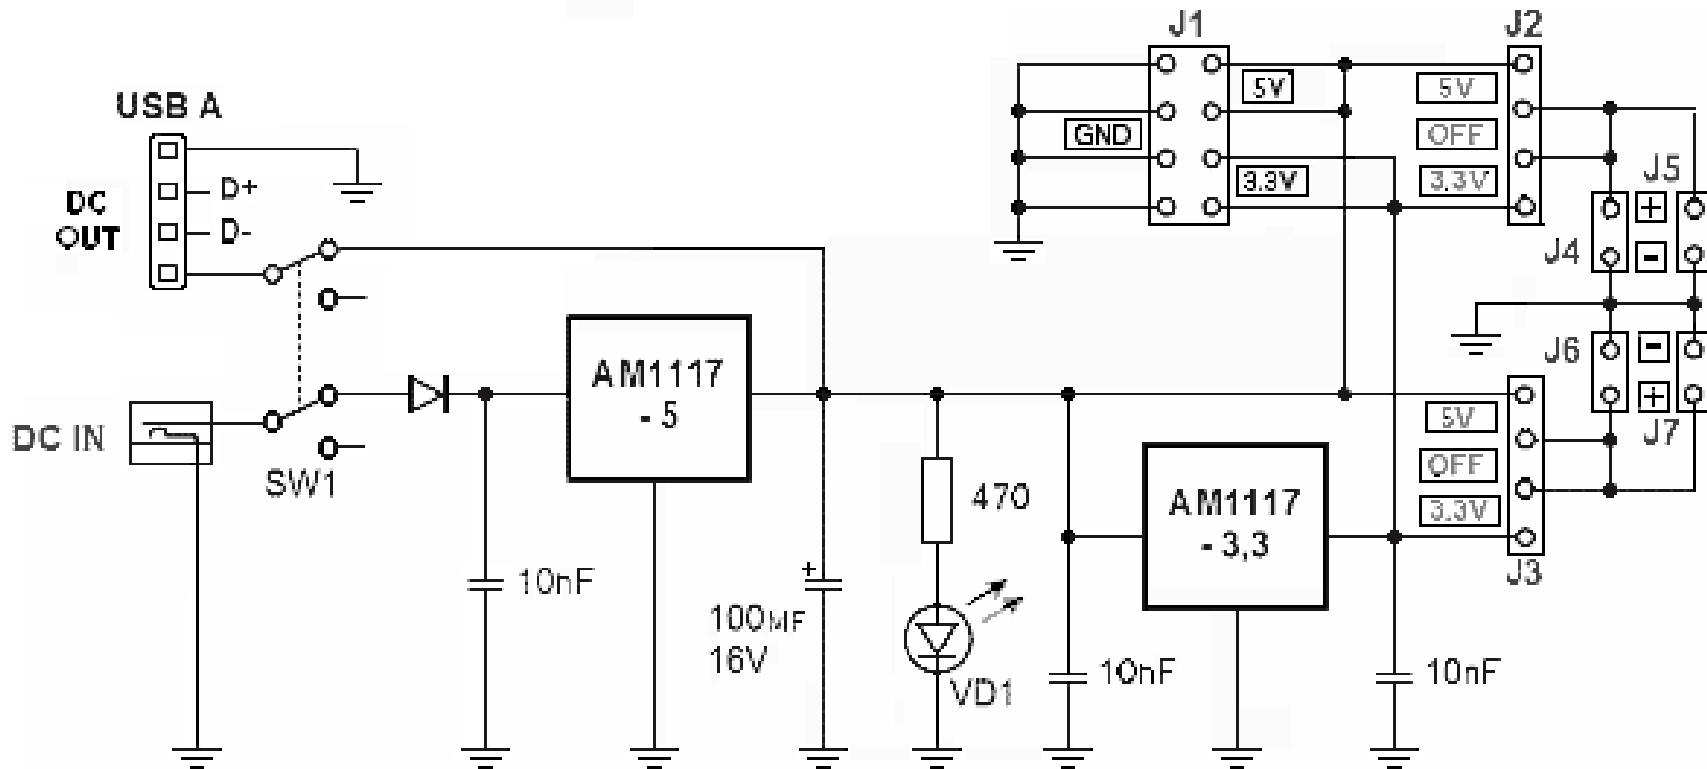 J1
J2
USB A
5V
5V
GND
OFF
D+
3.3V
3.3V
J5
DC
OUT
D-
+
J4
-
AM1117
- 5
J6
-
DC IN
SW1
+
J7
5V
470
OFF
AM1117
- 3,3
3.3V
J3
10nF
+
100MF
16V
VD1
10nF
10nF